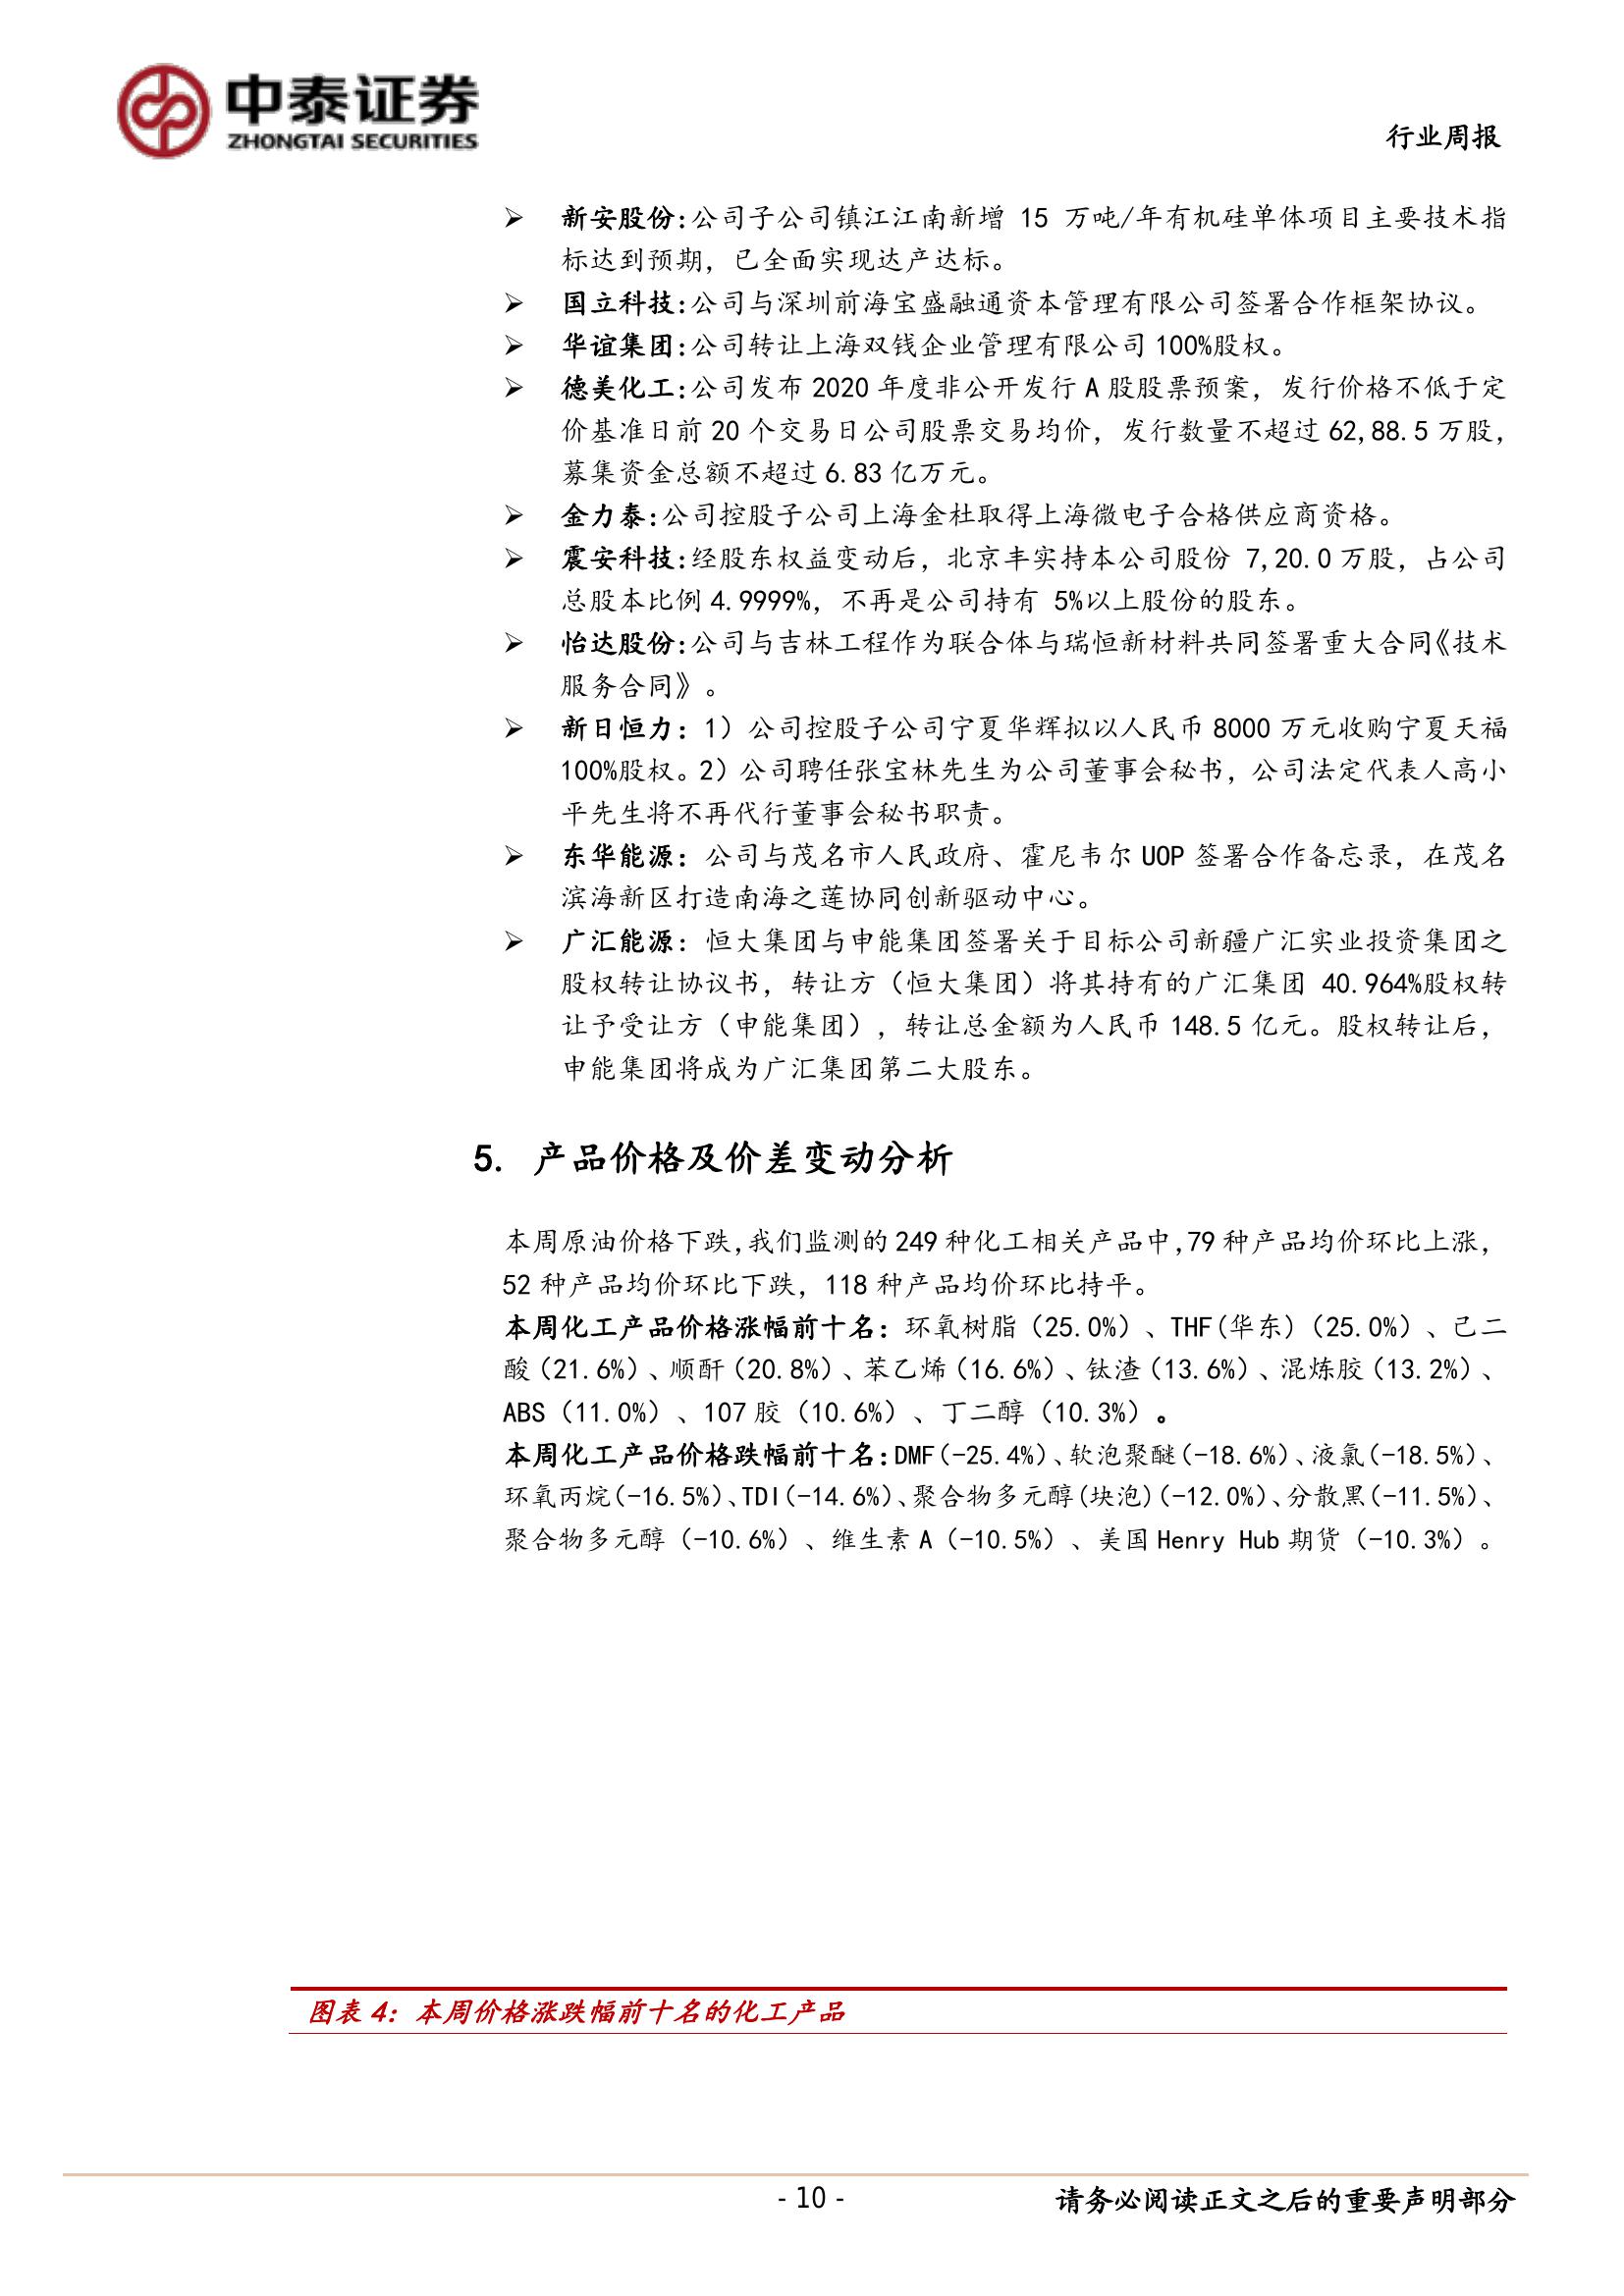 中泰证券
ZHONGTAI SECURITIES
行业周报
➢ 新安股份:公司子公司镇江江南新增 15 万吨/年有机硅单体项目主要技术指
标达到预期，已全面实现达产达标。
➢ 国立科技:公司与深圳前海宝盛融通资本管理有限公司签署合作框架协议。
➢ 华谊集团:公司转让上海双钱企业管理有限公司 100%股权。
➢ 德美化工:公司发布 2020 年度非公开发行 A 股股票预案，发行价格不低于定
价基准日前 20 个交易日公司股票交易均价，发行数量不超过 62,88.5 万股，
募集资金总额不超过 6.83 亿万元。
➢ 金力泰:公司控股子公司上海金杜取得上海微电子合格供应商资格。
➢ 震安科技:经股东权益变动后，北京丰实持本公司股份 7,20.0 万股，占公司
总股本比例 4.9999%，不再是公司持有 5%以上股份的股东。
➢ 怡达股份:公司与吉林工程作为联合体与瑞恒新材料共同签署重大合同《技术
服务合同》。
➢ 新日恒力：1）公司控股子公司宁夏华辉拟以人民币 8000 万元收购宁夏天福
100%股权。2）公司聘任张宝林先生为公司董事会秘书，公司法定代表人高小
平先生将不再代行董事会秘书职责。
➢ 东华能源：公司与茂名市人民政府、霍尼韦尔 UOP 签署合作备忘录，在茂名
滨海新区打造南海之莲协同创新驱动中心。
➢ 广汇能源：恒大集团与申能集团签署关于目标公司新疆广汇实业投资集团之
股权转让协议书，转让方（恒大集团）将其持有的广汇集团 40.964%股权转
让予受让方（申能集团），转让总金额为人民币 148.5 亿元。股权转让后，
申能集团将成为广汇集团第二大股东。
5. 产品价格及价差变动分析
本周原油价格下跌,我们监测的 249 种化工相关产品中,79 种产品均价环比上涨，
52 种产品均价环比下跌，118 种产品均价环比持平。
本周化工产品价格涨幅前十名：环氧树脂（25.0%）、THF(华东)（25.0%）、己二
酸（21.6%）、顺酐（20.8%）、苯乙烯（16.6%）、钛渣（13.6%）、混炼胶（13.2%）、
ABS（11.0%）、107 胶（10.6%）、丁二醇（10.3%）。
本周化工产品价格跌幅前十名:DMF(-25.4%)、软泡聚醚(-18.6%)、液氯(-18.5%)、
环氧丙烷(-16.5%)、TDI(-14.6%)、聚合物多元醇(块泡)(-12.0%)、分散黑(-11.5%)、
聚合物多元醇（-10.6%）、维生素 A（-10.5%）、美国 Henry Hub 期货（-10.3%）。
图表 4：本周价格涨跌幅前十名的化工产品
- 10 -
请务必阅读正文之后的重要声明部分